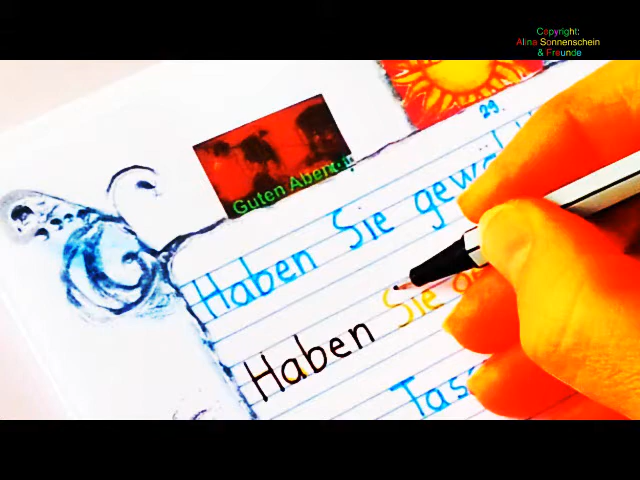 Copyright:
Alina Sonnenschein
& Freunde
29.
Guten Abend
Haben Sie
Haben Sie